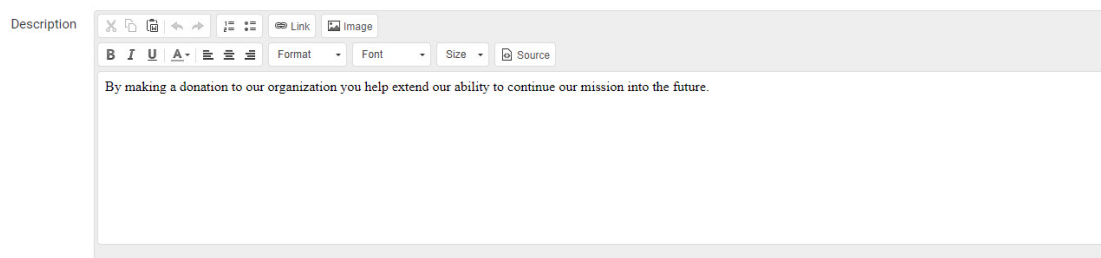 Description
Link Image
B I U A Format Font Size Source
By making a donation to our organization you help extend our ability to continue our mission into the future.